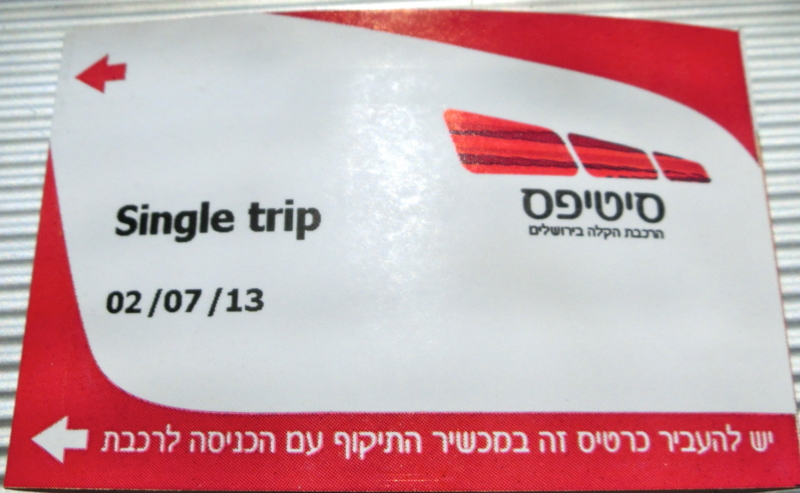 סיטיפס
הרכבת הקלה בירושלים
Single trip
02/07/13
יש להעביר כרטיס זה במכשיר התיקוף עם הכניסה לרכבת